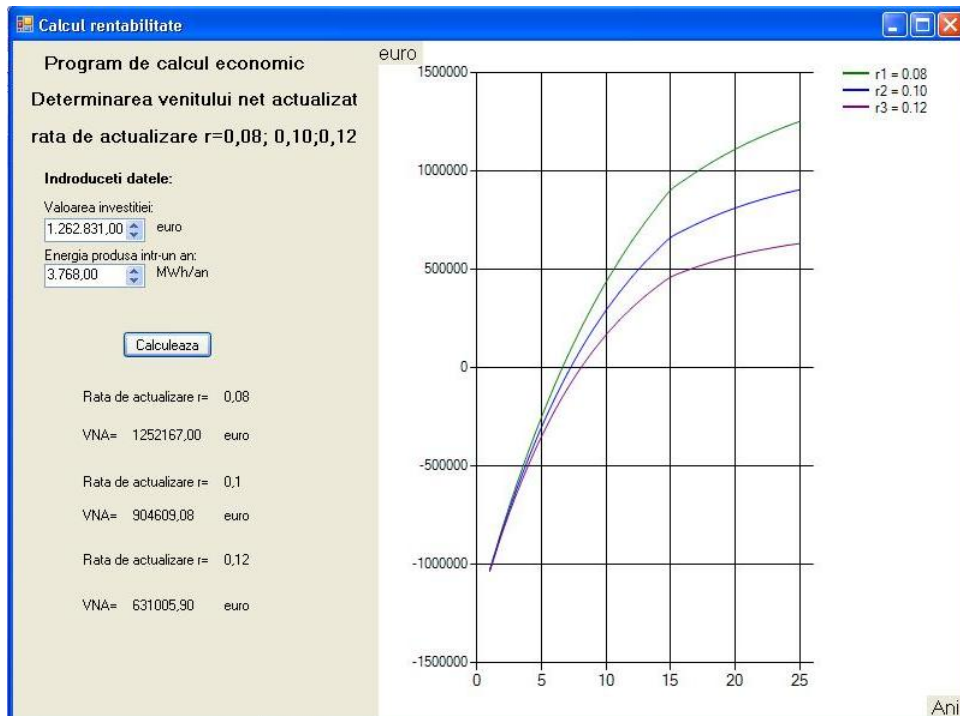 Calcul rentabilitate
Program de calcul economic
Determinarea venitului net actualizat
rata de actualizare r=0,08; 0,10;0,12
Indroduceti datele:
Valoarea investitiei:
1.262.831,00 euro
Energia produsa intr-un an:
3.768,00 MWh/an
Calculeaza
Rata de actualizare r= 0,08
VNA= 1252167,00 euro
Rata de actualizare r= 0,1
VNA= 904609,08 euro
Rata de actualizare r= 0,12
VNA= 631005,90 euro
euro
1500000
1000000
500000
0
-500000
-1000000
-1500000
0 5 10 15 20 25
Ani
r1 = 0.08
r2 = 0.10
r3 = 0.12